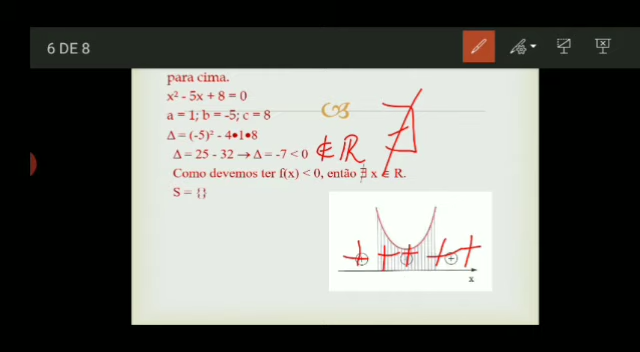 6 DE 8
para cima.
x² - 5x + 8 = 0
a = 1; b = -5; c = 8
Δ = (-5)² - 4•1•8
Δ = 25 - 32 → Δ = -7 < 0 ∉ ℝ ∄
Como devemos ter f(x) < 0, então ∄ x ∈ R.
S = {}
+ + + + +
x